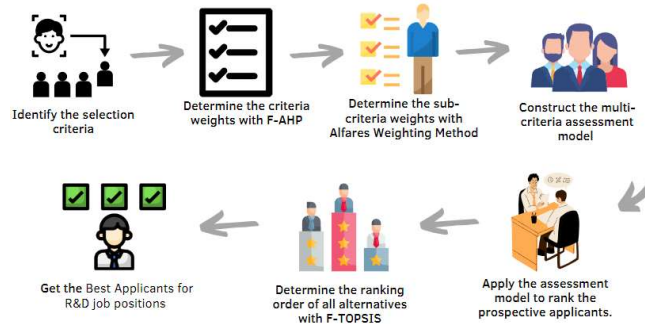 Identify the selection
criteria
Determine the criteria
weights with F-AHP
Determine the sub-
criteria weights with
Alfares Weighting Method
Construct the multi-
criteria assessment
model
Get the Best Applicants for
R&D job positions
Determine the ranking
order of all alternatives
with F-TOPSIS
Apply the assessment
model to rank the
prospective applicants.